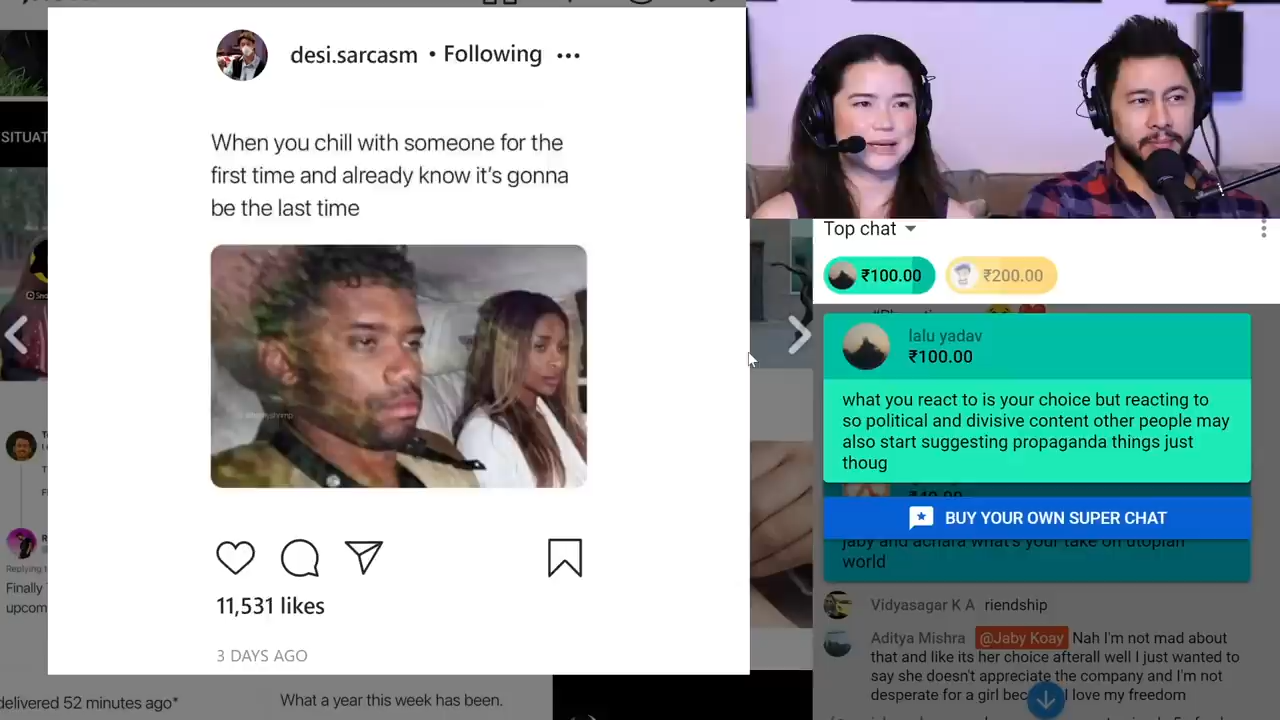 desi.sarcasm • Following
When you chill with someone for the
first time and already know it's gonna
be the last time
11,531 likes
3 DAYS AGO
SITUAT
Replying t
Finally
upcom
delivered 52 minutes ago*
What a year this week has been.
Top chat
₹100.00
₹200.00
lalu yadav
₹100.00
what you react to is your choice but reacting to
so political and divisive content other people may
also start suggesting propaganda things just
thoug
BUY YOUR OWN SUPER CHAT
jaby and achara what's your take on utopian
world
Vidyasagar K A riendship
Aditya Mishra @Jaby Koay Nah I'm not mad about
that and like its her choice afterall well I just wanted to
say she doesn't appreciate the company and I'm not
desperate for a girl bec I love my freedom